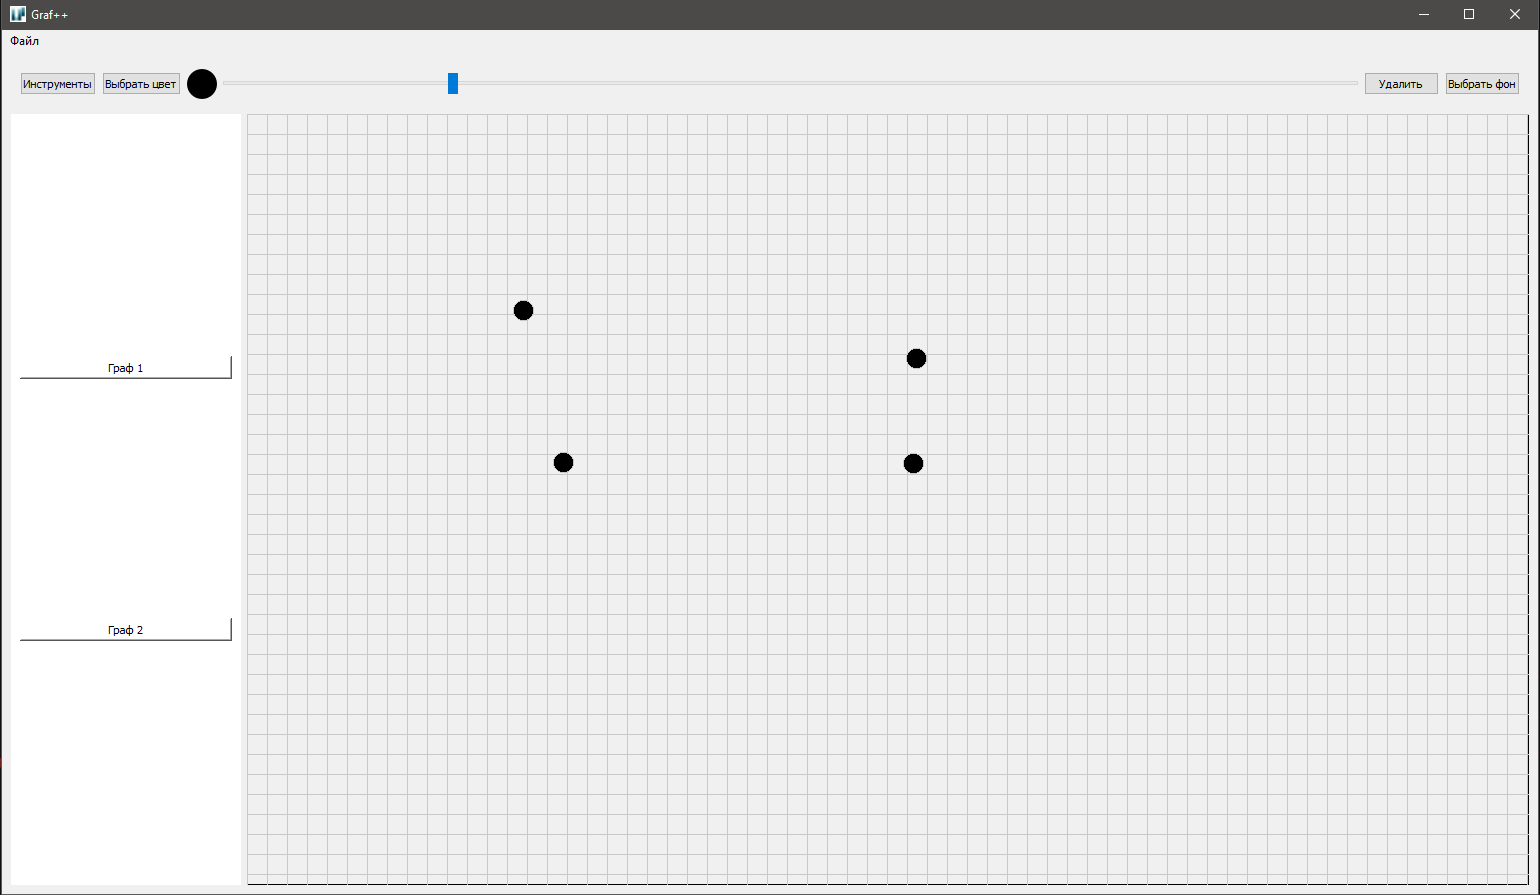 Graf++
Файл
Инструменты Выбрать цвет Удалить Выбрать фон
Граф 1
Граф 2